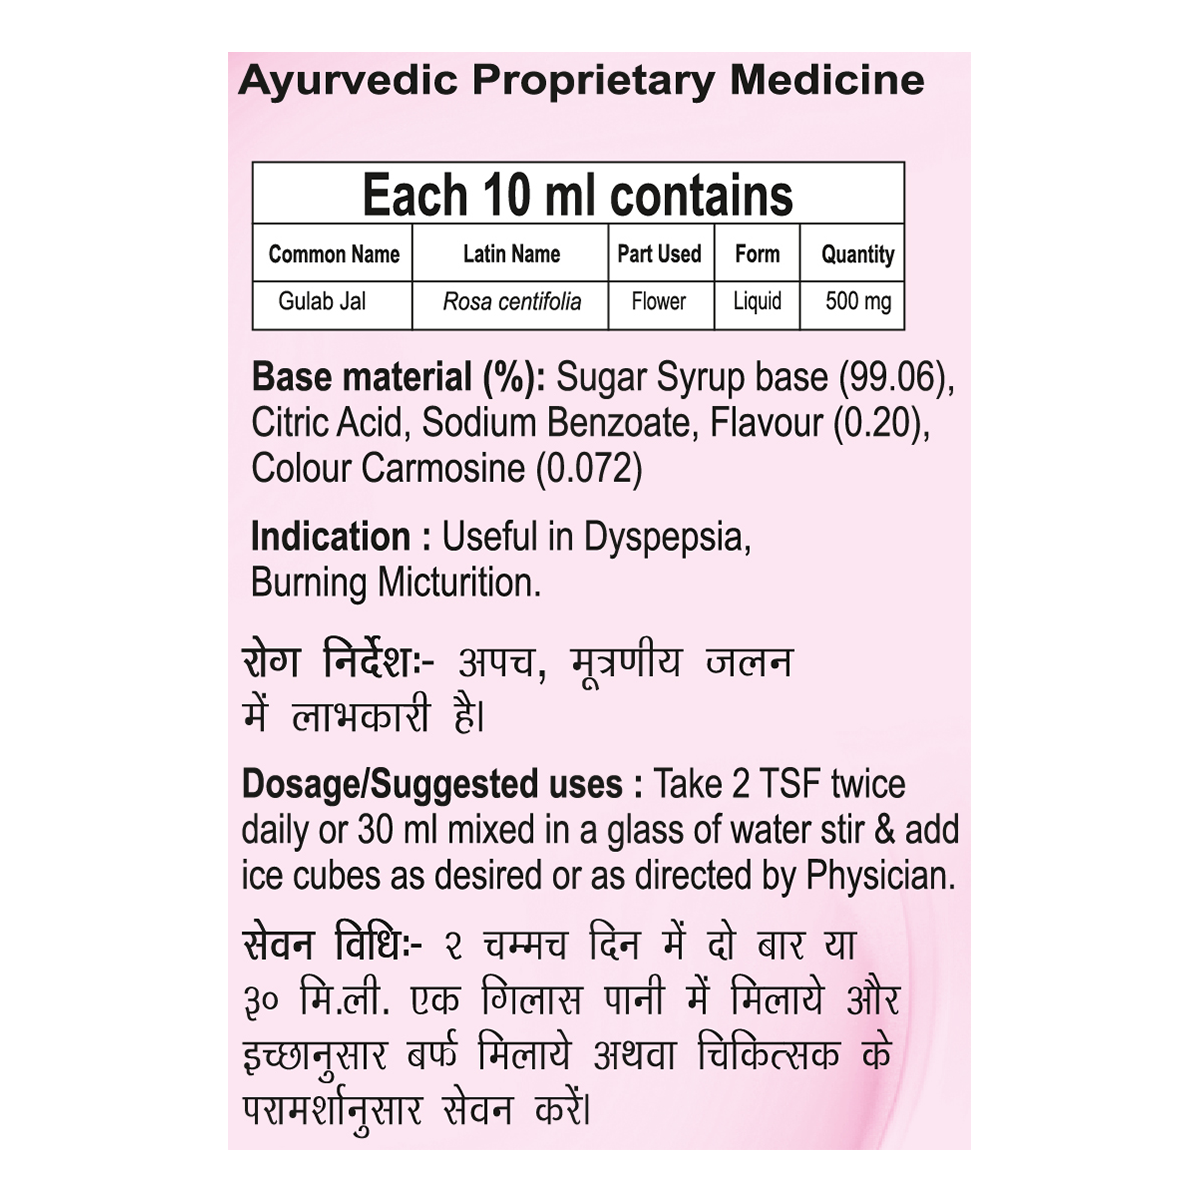 Ayurvedic Proprietary Medicine
Each 10 ml contains
Common Name Latin Name Part Used Form Quantity
Gulab Jal Rosa centifolia Flower Liquid 500 mg
Base material (%): Sugar Syrup base (99.06),
Citric Acid, Sodium Benzoate, Flavour (0.20),
Colour Carmosine (0.072)
Indication : Useful in Dyspepsia,
Burning Micturition.
रोग निर्देशः- अपच, मूत्रणीय जलन
में लाभकारी है।
Dosage/Suggested uses : Take 2 TSF twice
daily or 30 ml mixed in a glass of water stir & add
ice cubes as desired or as directed by Physician.
सेवन विधिः- २ चम्मच दिन में दो बार या
३० मि.ली. एक गिलास पानी में मिलाये और
इच्छानुसार बर्फ मिलाये अथवा चिकित्सक के
परामर्शानुसार सेवन करें।